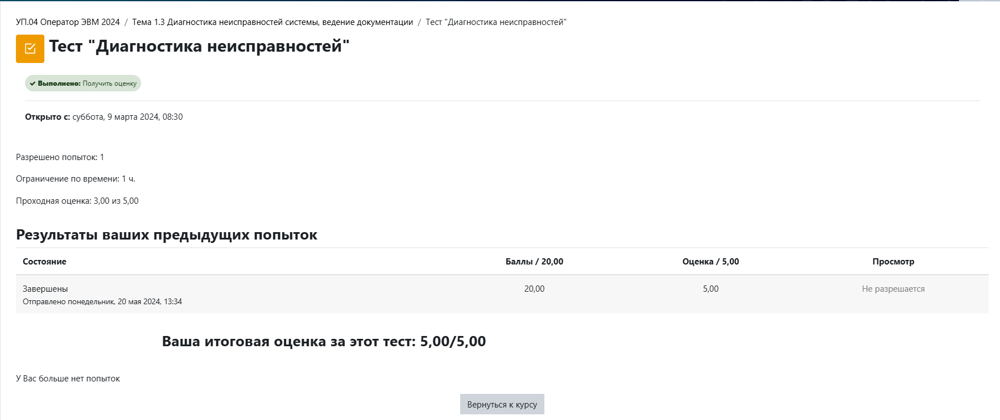 УП.04 Оператор ЭВМ 2024 / Тема 1.3 Диагностика неисправностей системы, ведение документации / Тест "Диагностика неисправностей"
Тест "Диагностика неисправностей"
Выполнено: Получить оценку
Открыто с: суббота, 9 марта 2024, 08:30
Разрешено попыток: 1
Ограничение по времени: 1 ч.
Проходная оценка: 3,00 из 5,00
Результаты ваших предыдущих попыток
Состояние Баллы / 20,00 Оценка / 5,00 Просмотр
Завершены 20,00 5,00 Не разрешается
Отправлено понедельник, 20 мая 2024, 13:34
Ваша итоговая оценка за этот тест: 5,00/5,00
У Вас больше нет попыток
Вернуться к курсу